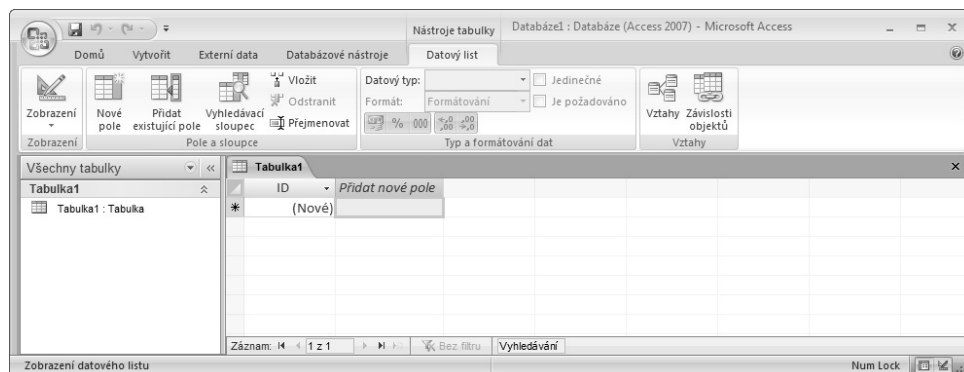 Nástroje tabulky Databáze1 : Databáze (Access 2007) - Microsoft Access
Domů Vytvořit Externí data Databázové nástroje Datový list
Zobrazení
Nové pole
Přidat existující pole
Vyhledávací sloupec
Vložit
Odstranit
Přejmenovat
Datový typ:
Jedinečné
Formát: Formátování
Je požadováno
% 000
Vztahy
Závislosti objektů
Zobrazení Pole a sloupce Typ a formátování dat Vztahy
Všechny tabulky
Tabulka1
Tabulka1 : Tabulka
Tabulka1
ID Přidat nové pole
(Nové)
Záznam: 1 z 1 Bez filtru Vyhledávání
Zobrazení datového listu Num Lock